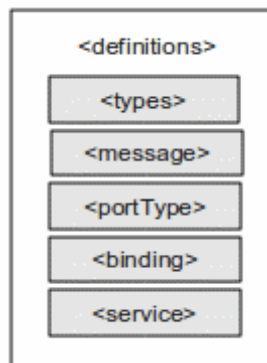 <definitions>
<types>
<message>
<portType>
<binding>
<service>